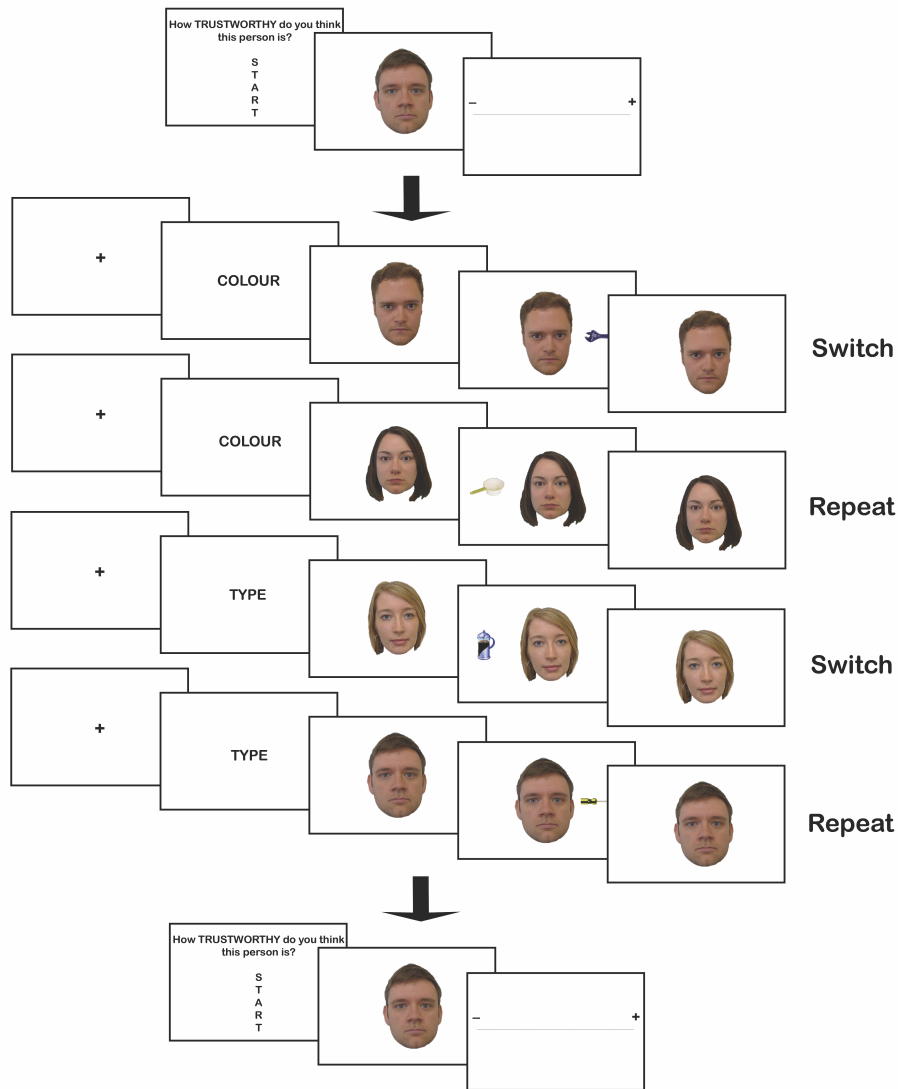 How TRUSTWORTHY do you think
this person is?
S
T
A
R
T
– +
+
COLOUR
Switch
+
COLOUR
Repeat
+
TYPE
Switch
+
TYPE
Repeat
How TRUSTWORTHY do you think
this person is?
S
T
A
R
T
– +